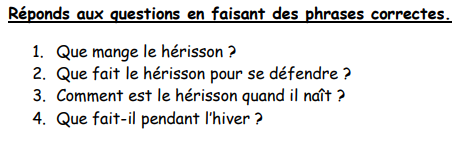 Réponds aux questions en faisant des phrases correctes.
1. Que mange le hérisson ?
2. Que fait le hérisson pour se défendre ?
3. Comment est le hérisson quand il naît ?
4. Que fait-il pendant l'hiver ?